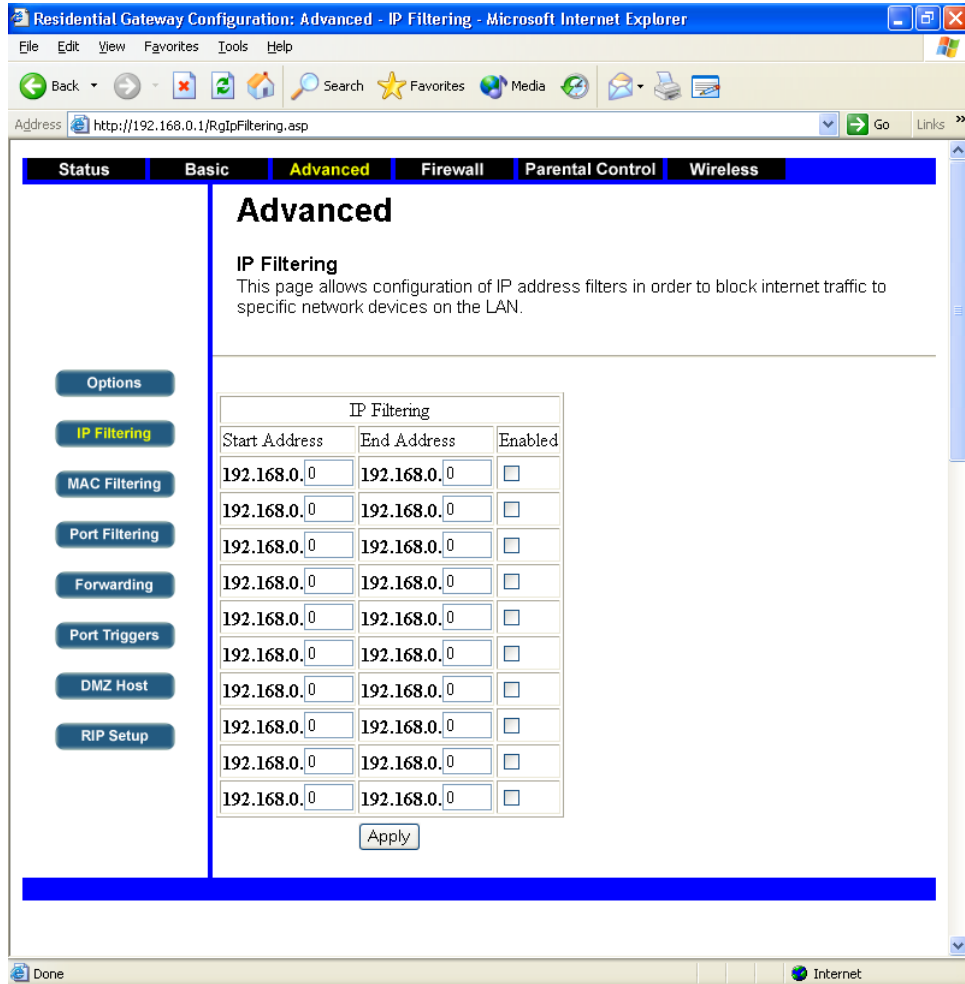 Residential Gateway Configuration: Advanced - IP Filtering - Microsoft Internet Explorer
File Edit View Favorites Tools Help
Back Search Favorites Media
Address http://192.168.0.1/RgIpFiltering.asp Go Links »
Status Basic Advanced Firewall Parental Control Wireless
Advanced
IP Filtering
This page allows configuration of IP address filters in order to block internet traffic to
specific network devices on the LAN.
Options
IP Filtering
MAC Filtering
Port Filtering
Forwarding
Port Triggers
DMZ Host
RIP Setup
IP Filtering
Start Address End Address Enabled
192.168.0.0 192.168.0.0
192.168.0.0 192.168.0.0
192.168.0.0 192.168.0.0
192.168.0.0 192.168.0.0
192.168.0.0 192.168.0.0
192.168.0.0 192.168.0.0
192.168.0.0 192.168.0.0
192.168.0.0 192.168.0.0
192.168.0.0 192.168.0.0
192.168.0.0 192.168.0.0
Apply
Done Internet